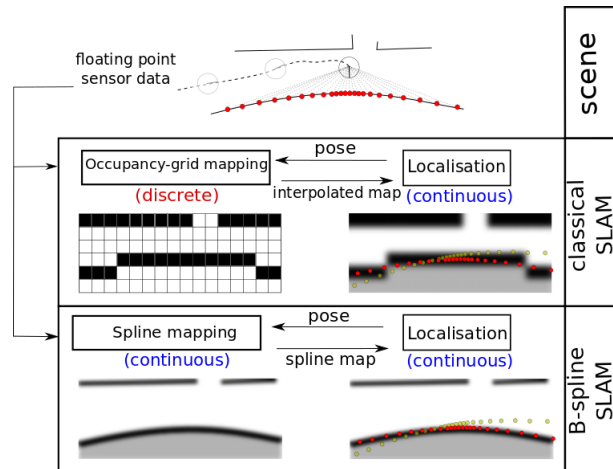 floating point
sensor data
scene
pose
Occupancy-grid mapping
Localisation
interpolated map
(discrete)
(continuous)
classical
SLAM
pose
Spline mapping
Localisation
(continuous)
spline map
(continuous)
B-spline
SLAM